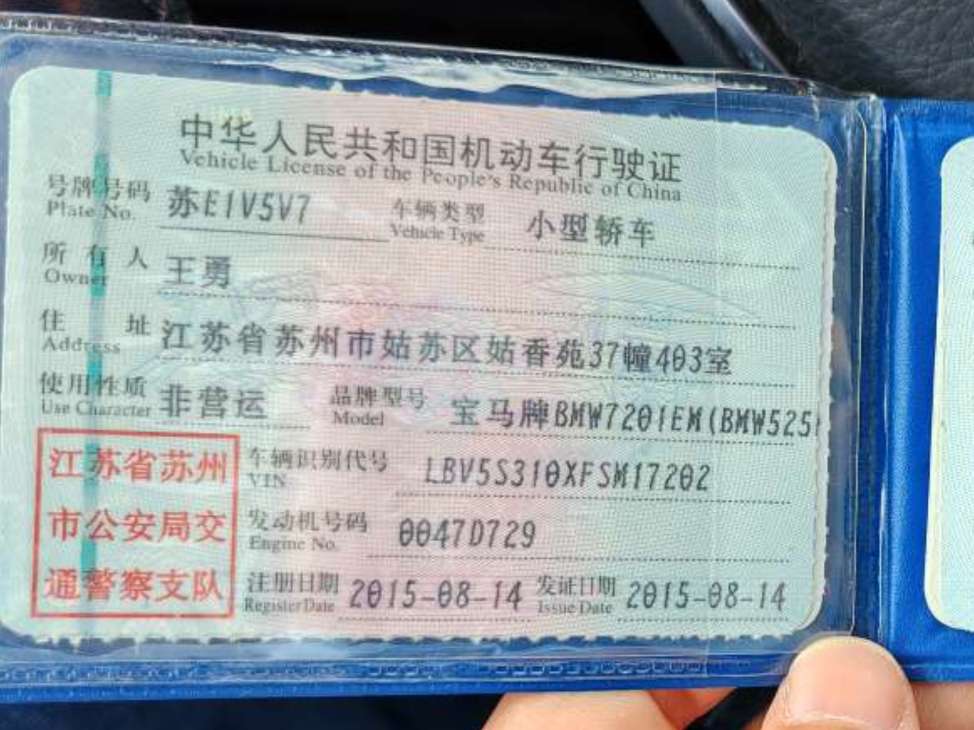 中华人民共和国机动车行驶证
Vehicle License of the People's Republic of China
号牌号码 苏E1V5V7 车辆类型 小型轿车
Plate No. Vehicle Type
所有人 王勇
Owner
住址 江苏省苏州市姑苏区姑香苑37幢403室
Address
使用性质 非营运 品牌型号 宝马牌BMW7201EM(BMW525
Use Character Model
江苏省苏州 车辆识别代号 LBV5S310XFSM17202
VIN
市公安局交 发动机号码 0047D729
Engine No.
通警察支队 注册日期 2015-08-14 发证日期 2015-08-14
Register Date Issue Date